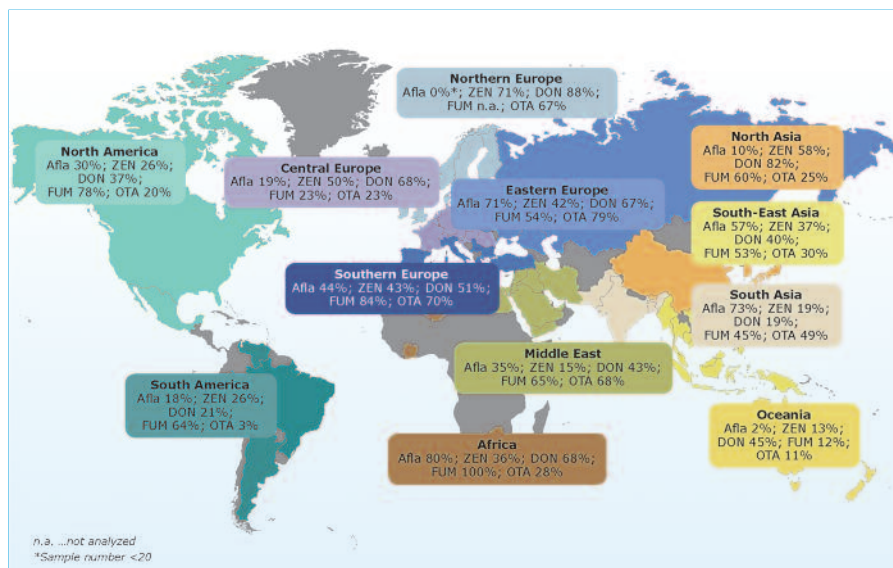 Northern Europe
Afla 0%*; ZEN 71%; DON 88%;
FUM n.a.; OTA 67%
North America
Afla 30%; ZEN 26%;
DON 37%;
FUM 78%; OTA 20%
Central Europe
Afla 19%; ZEN 50%; DON 68%;
FUM 23%; OTA 23%
Eastern Europe
Afla 71%; ZEN 42%; DON 67%;
FUM 54%; OTA 79%
North Asia
Afla 10%; ZEN 58%;
DON 82%;
FUM 60%; OTA 25%
South-East Asia
Afla 57%; ZEN 37%;
DON 40%;
FUM 53%; OTA 30%
Southern Europe
Afla 44%; ZEN 43%; DON 51%;
FUM 84%; OTA 70%
South Asia
Afla 73%; ZEN 19%;
DON 19%;
FUM 45%; OTA 49%
Middle East
Afla 35%; ZEN 15%; DON 43%;
FUM 65%; OTA 68%
South America
Afla 18%; ZEN 26%;
DON 21%;
FUM 64%; OTA 3%
Africa
Afla 80%; ZEN 36%; DON 68%;
FUM 100%; OTA 28%
Oceania
Afla 2%; ZEN 13%;
DON 45%; FUM 12%;
OTA 11%
n.a. ...not analyzed
*Sample number <20